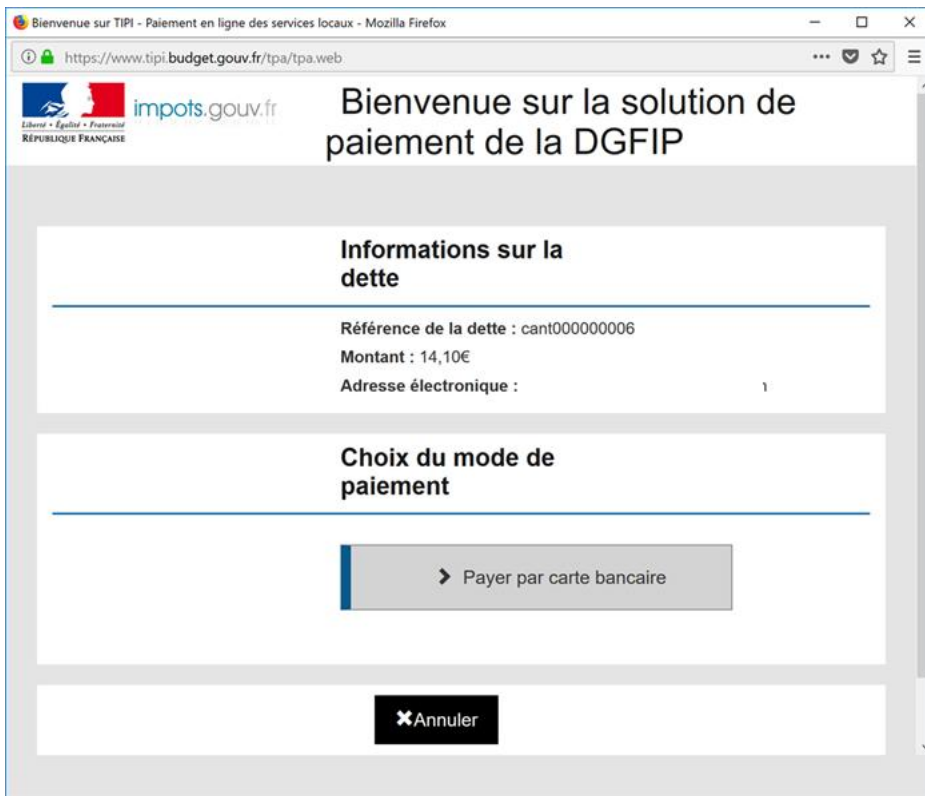 Bienvenue sur TIPI - Paiement en ligne des services locaux - Mozilla Firefox
https://www.tipi.budget.gouv.fr/tpa/tpa.web
Liberté • Égalité • Fraternité
RÉPUBLIQUE FRANÇAISE
impots.gouv.fr
Bienvenue sur la solution de
paiement de la DGFIP
Informations sur la
dette
Référence de la dette : cant000000006
Montant : 14,10€
Adresse électronique :
Choix du mode de
paiement
Payer par carte bancaire
Annuler